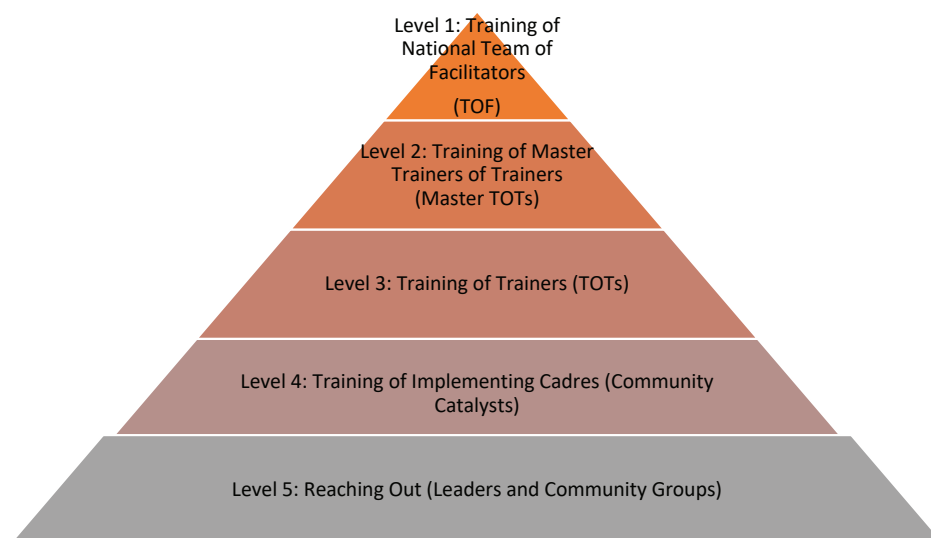 Level 1: Training of
National Team of
Facilitators
(TOF)
Level 2: Training of Master
Trainers of Trainers
(Master TOTs)
Level 3: Training of Trainers (TOTs)
Level 4: Training of Implementing Cadres (Community
Catalysts)
Level 5: Reaching Out (Leaders and Community Groups)